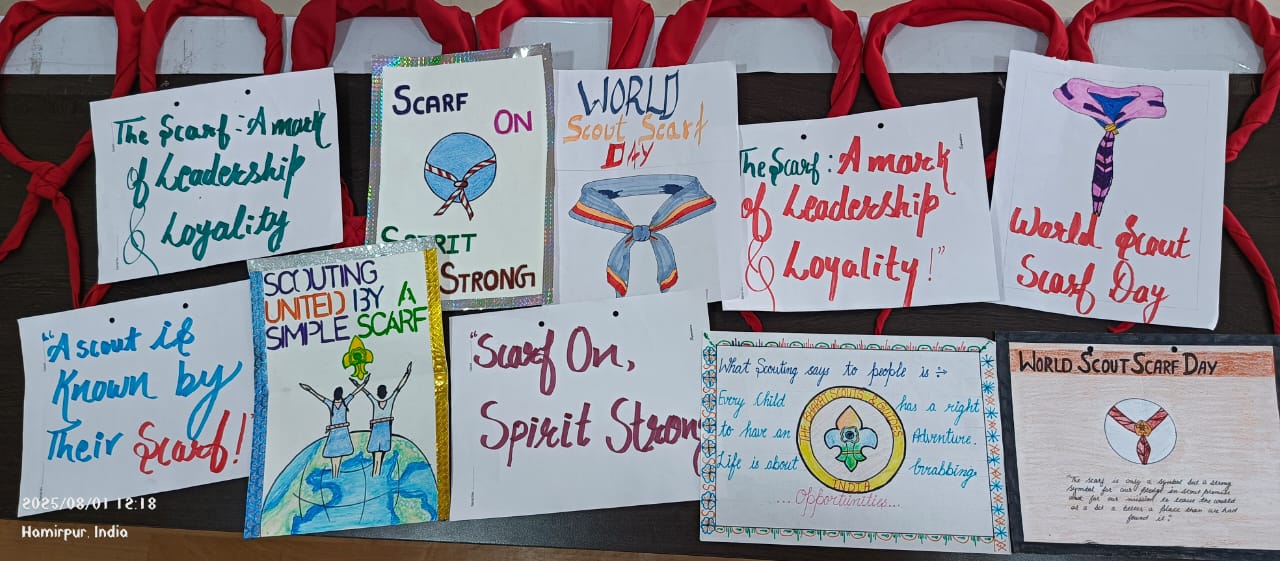 The Scarf: A mark
of Leadership
& Loyality
SCARF
ON
SPIRIT
STRONG
WORLD
Scout Scarf
DAY
The Scarf: A mark
of Leadership
& Loyality!"
World Scout
Scarf Day
"A scout is
Known by
Their Scarf!"
SCOUTING
UNITED BY A
SIMPLE SCARF
"Scarf On,
Spirit Strong
What Scouting says to people is :-
Every Child has a right
to have an Adventure.
Life is about Grabbing
...Opportunities...
THE BHARAT SCOUTS & GUIDES
INDIA
WORLD SCOUT SCARF DAY
"The scarf is only a symbol but a strong
symbol for our pledge in scout promise
and for our mission to leave the world
as a bit a better a place than we had
found it."
2025/08/01 12:18
Hamirpur, India